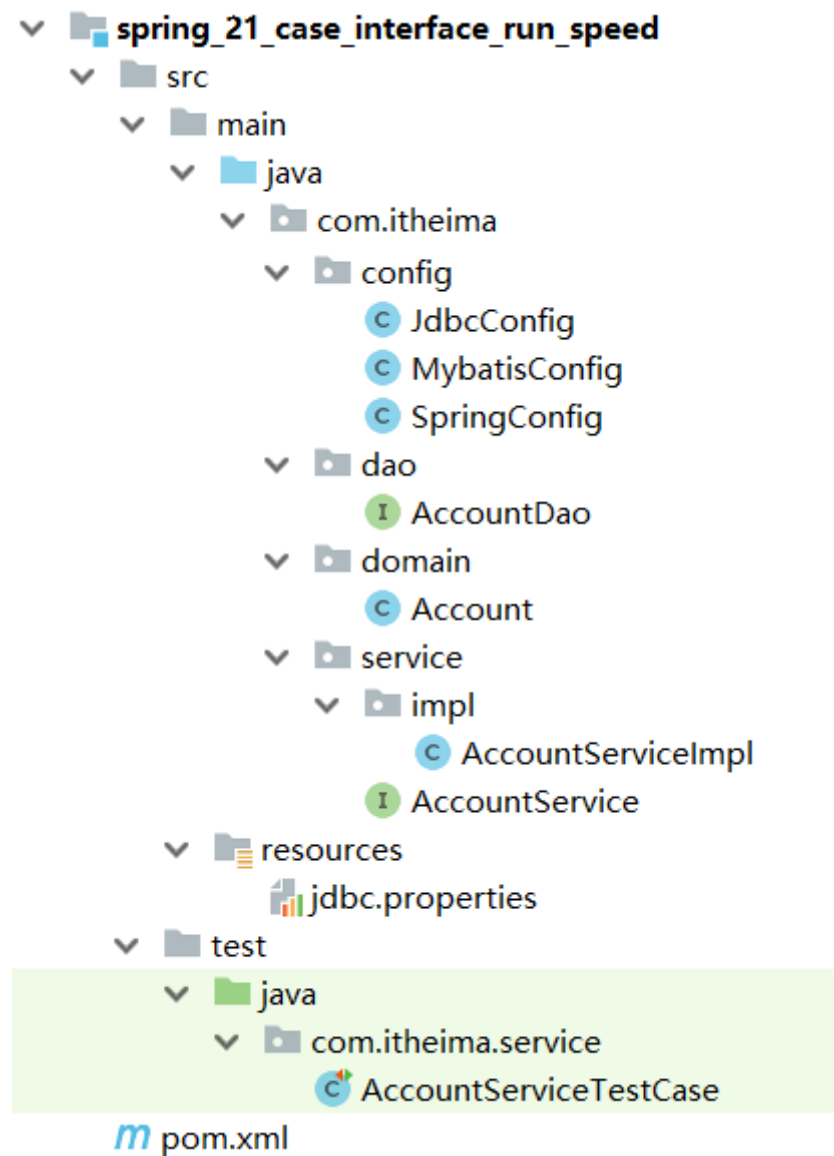 spring_21_case_interface_run_speed
src
main
java
com.itheima
config
C JdbcConfig
C MybatisConfig
C SpringConfig
dao
I AccountDao
domain
C Account
service
impl
C AccountServiceImpl
I AccountService
resources
jdbc.properties
test
java
com.itheima.service
C AccountServiceTestCase
m pom.xml